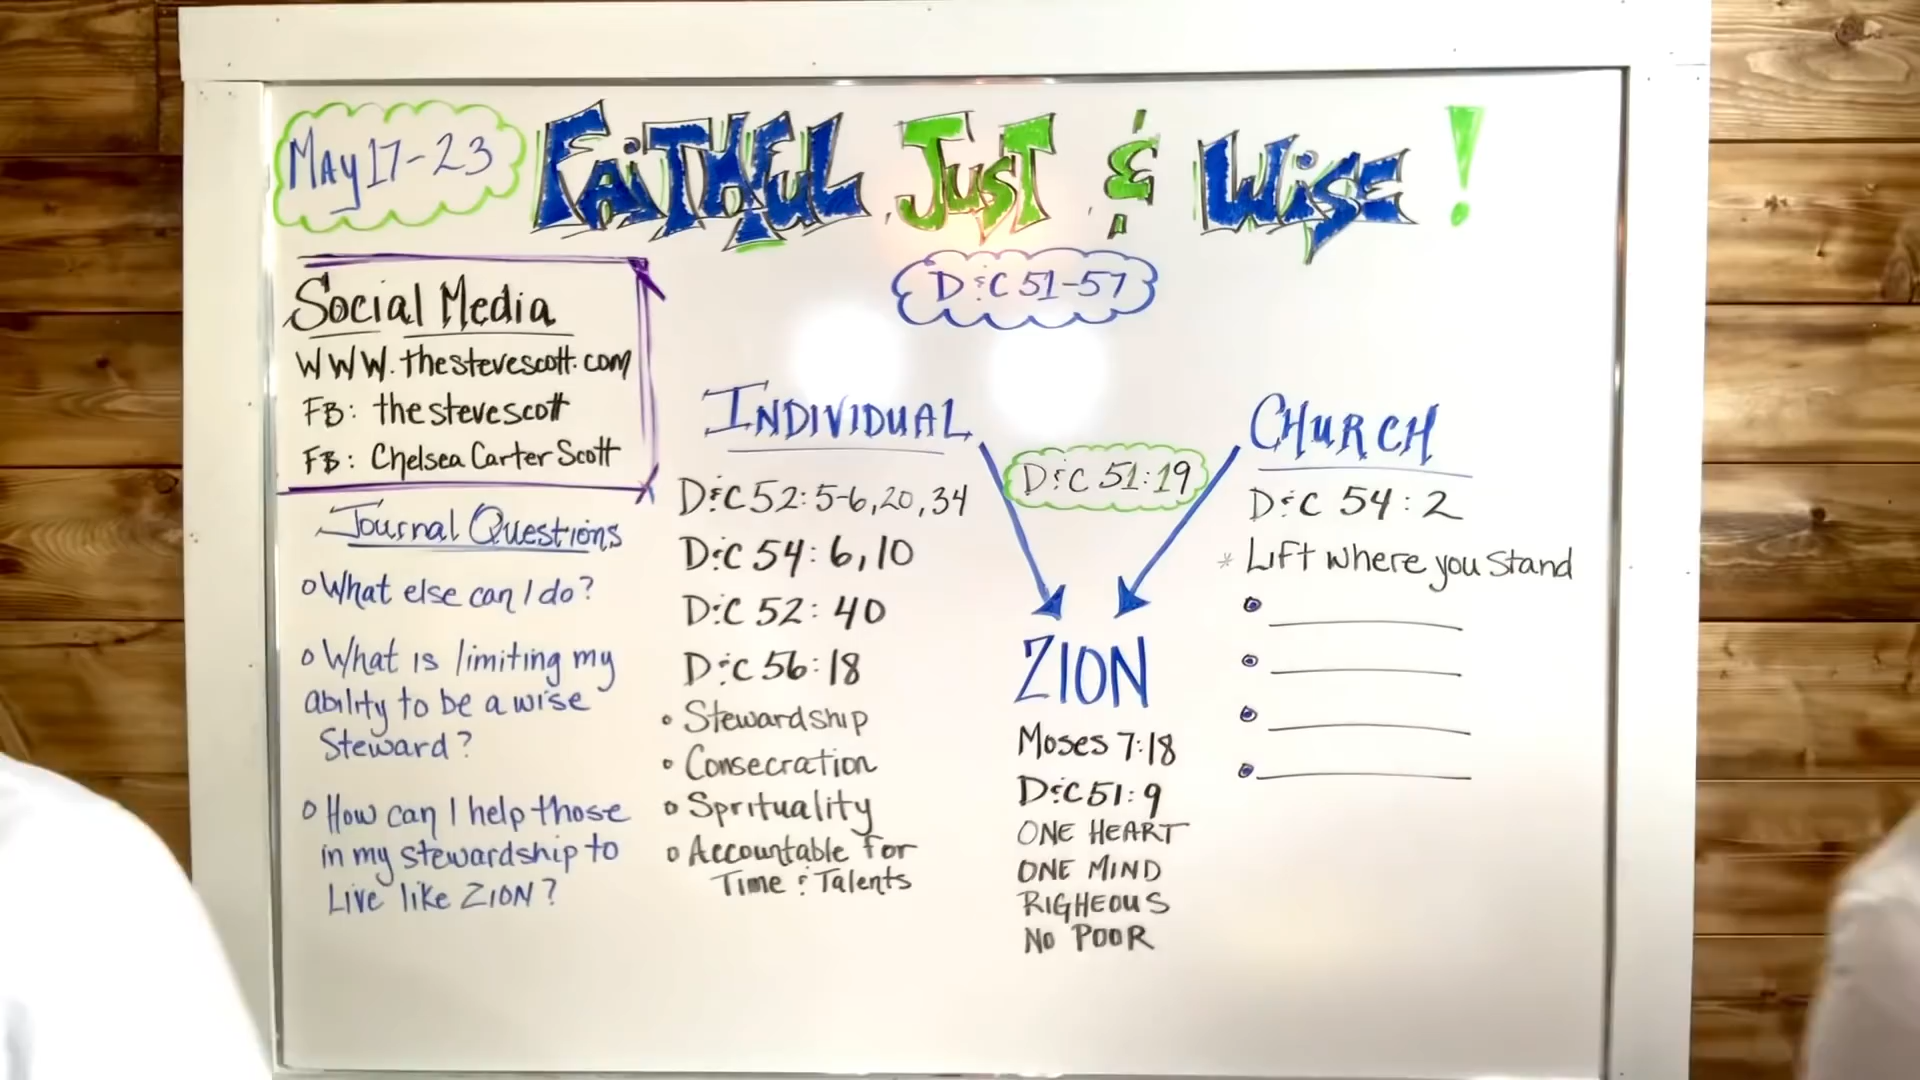 May 17-23
FAiTHFUL, JUST, & WiSE!
D&C 51-57
Social Media
WWW.thestevescott.com
FB: thestevescott
FB: Chelsea Carter Scott
Journal Questions
What else can I do?
What is limiting my
ability to be a wise
Steward?
How can I help those
in my stewardship to
Live like ZION?
INDIVIDUAL
D&C 52:5-6,20,34
D&C 54:6,10
D&C 52:40
D&C 56:18
Stewardship
Consecration
Sprituality
Accountable for
Time & Talents
D&C 51:19
ZION
Moses 7:18
D&C 51:9
ONE HEART
ONE MIND
RIGHEOUS
NO POOR
CHURCH
D&C 54:2
* Lift where you stand